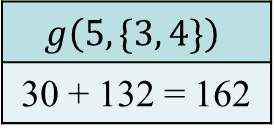 g(5,{3,4})
30 + 132 = 162